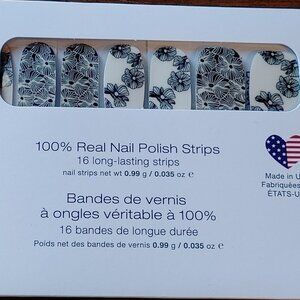 100% Real Nail Polish Strips
16 long-lasting strips
nail strips net wt 0.99 g / 0.035 oz ℮
Made in U
Fabriquées
ÉTATS-U
Bandes de vernis
à ongles véritable à 100%
16 bandes de longue durée
Poids net des bandes de vernis 0.99 g / 0.035 oz ℮